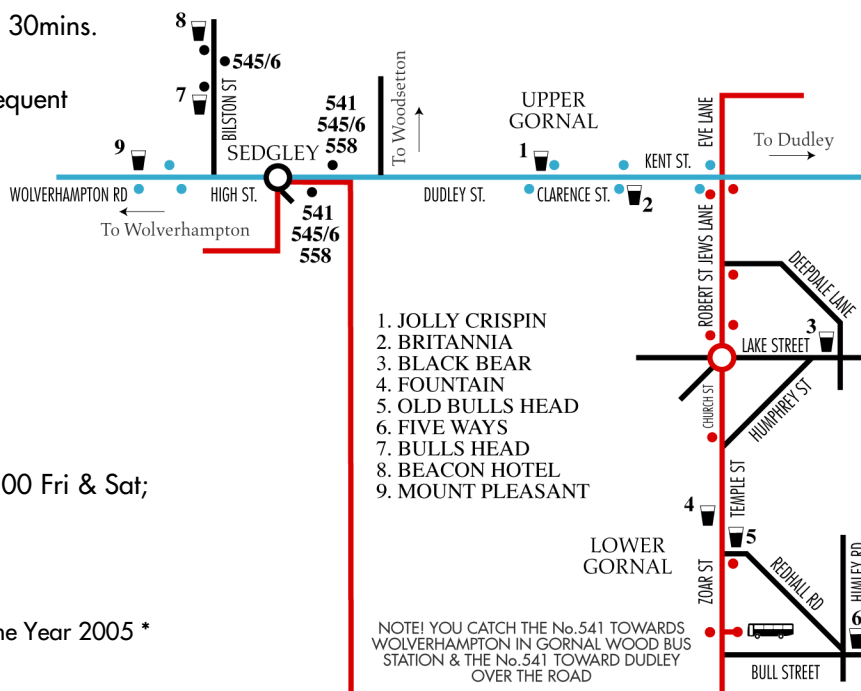 30mins.
equent
8
545/6
7
BILSTON ST
541
545/6
558
To Woodsetton
UPPER
GORNAL
EVE LANE
To Dudley
9
SEDGLEY
1
KENT ST.
WOLVERHAMPTON RD
HIGH ST.
DUDLEY ST.
CLARENCE ST.
2
To Wolverhampton
541
545/6
558
ROBERT ST
JEWS LANE
DEEPDALE LANE
3
LAKE STREET
1. JOLLY CRISPIN
2. BRITANNIA
3. BLACK BEAR
4. FOUNTAIN
5. OLD BULLS HEAD
6. FIVE WAYS
7. BULLS HEAD
8. BEACON HOTEL
9. MOUNT PLEASANT
CHURCH ST
HUMPHREY ST
00 Fri & Sat;
TEMPLE ST
4
5
LOWER
GORNAL
ZOAR ST
REDHALL RD
HIMLEY RD
6
ne Year 2005 *
NOTE! YOU CATCH THE No.541 TOWARDS
WOLVERHAMPTON IN GORNAL WOOD BUS
STATION & THE No.541 TOWARD DUDLEY
OVER THE ROAD
BULL STREET